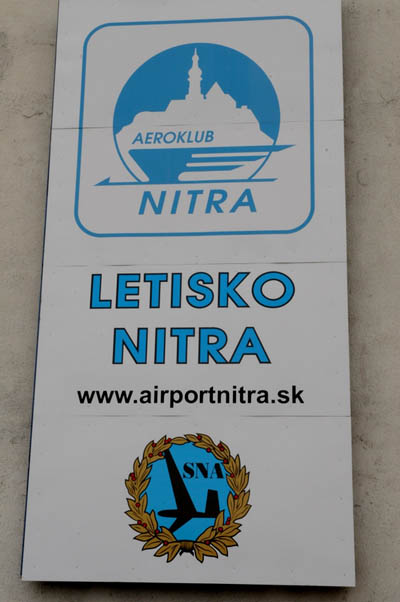 AEROKLUB
NITRA
LETISKO
NITRA
www.airportnitra.sk
SNA